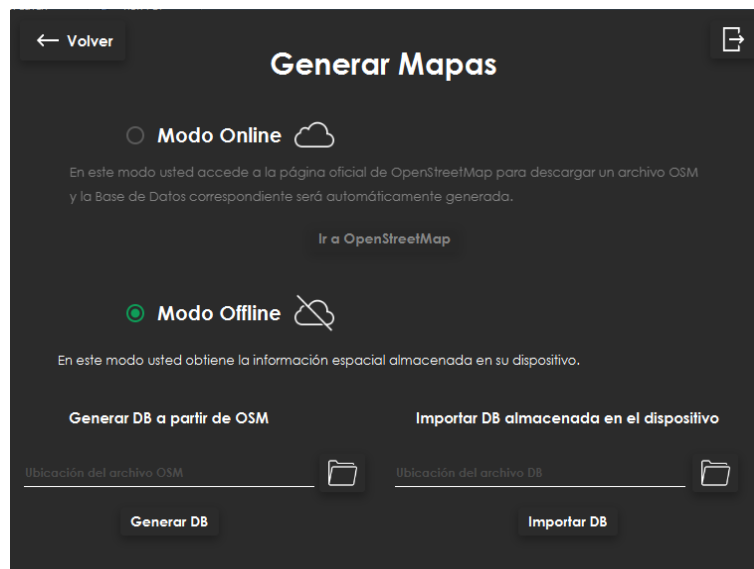 Volver
Generar Mapas
Modo Online
En este modo usted accede a la página oficial de OpenStreetMap para descargar un archivo OSM
y la Base de Datos correspondiente será automáticamente generada.
Ir a OpenStreetMap
Modo Offline
En este modo usted obtiene la información espacial almacenada en su dispositivo.
Generar DB a partir de OSM
Importar DB almacenada en el dispositivo
Ubicación del archivo OSM
Ubicación del archivo DB
Generar DB
Importar DB